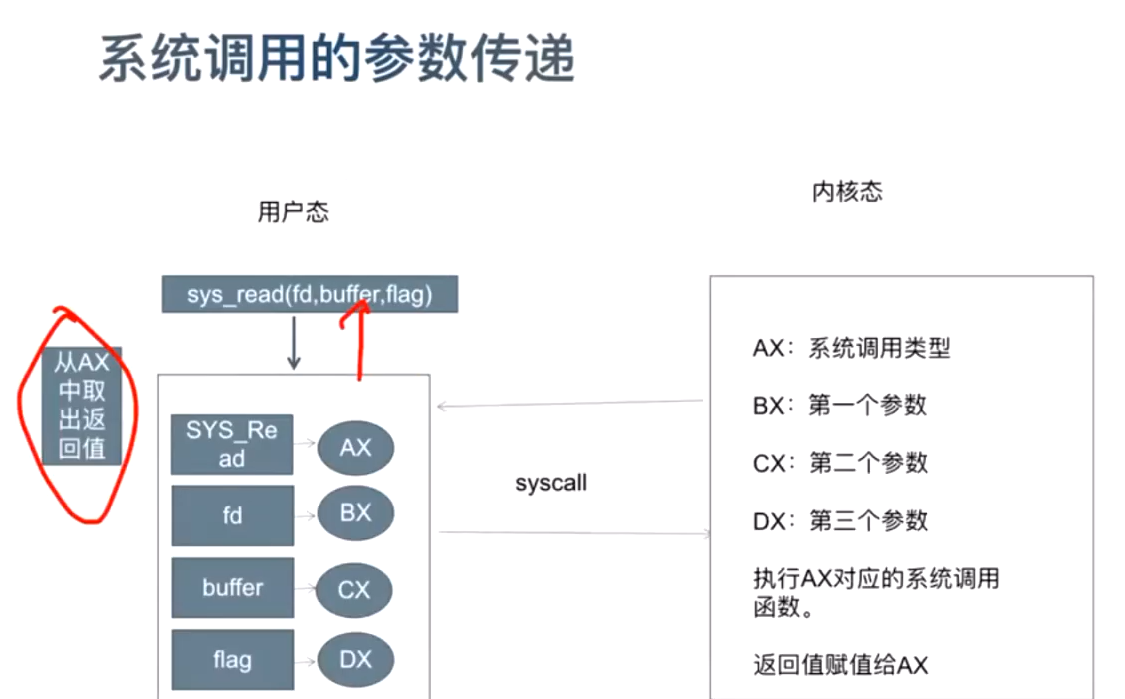 系统调用的参数传递
用户态
内核态
sys_read(fd,buffer,flag)
从AX
中取
出返
回值
SYS_Re
ad
AX
fd
BX
buffer
CX
flag
DX
syscall
AX：系统调用类型
BX：第一个参数
CX：第二个参数
DX：第三个参数
执行AX对应的系统调用
函数。
返回值赋值给AX